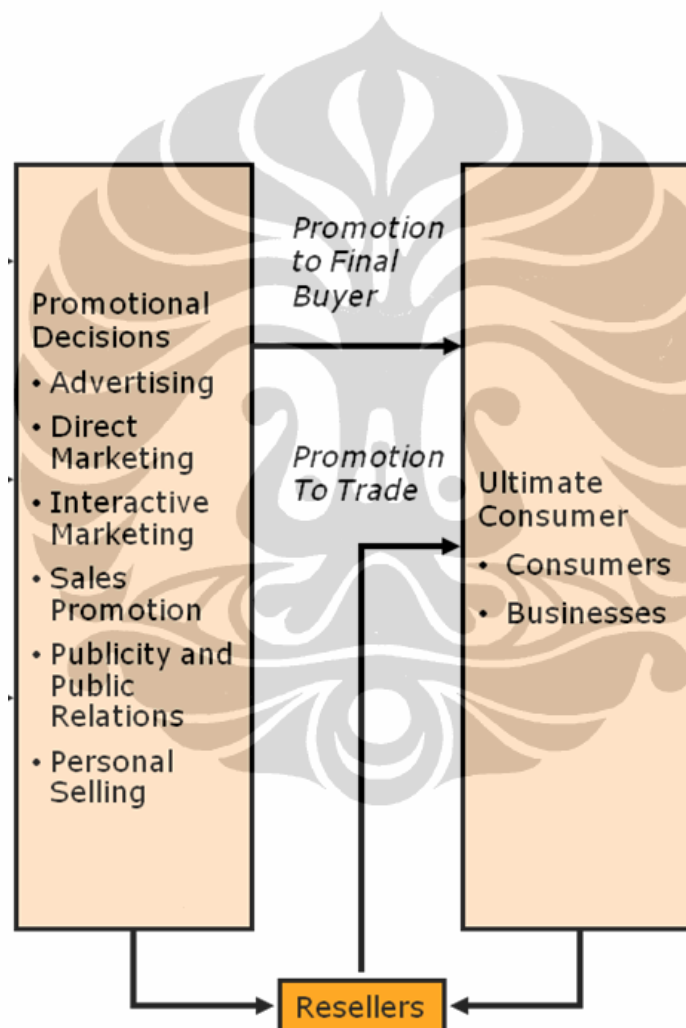 Promotional
Decisions
• Advertising
• Direct
Marketing
• Interactive
Marketing
• Sales
Promotion
• Publicity and
Public
Relations
• Personal
Selling
Promotion
to Final
Buyer
Promotion
To Trade
Ultimate
Consumer
• Consumers
• Businesses
Resellers